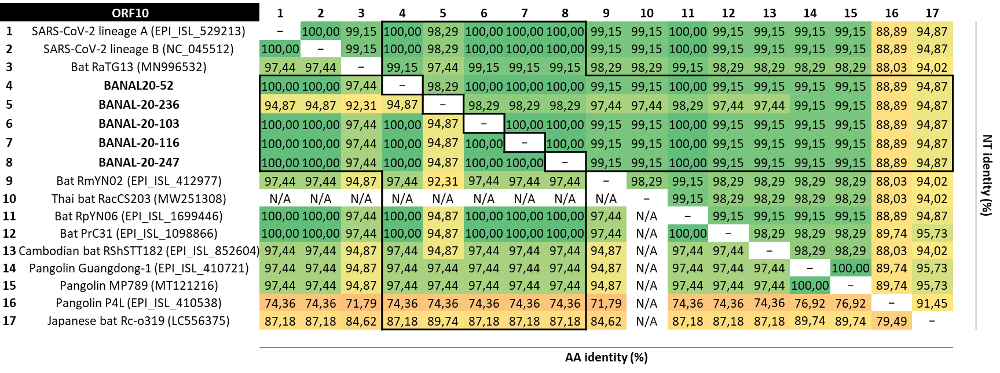 ORF10 1 2 3 4 5 6 7 8 9 10 11 12 13 14 15 16 17
1 SARS-CoV-2 lineage A (EPI_ISL_529213) – 100,00 99,15 100,00 98,29 100,00 100,00 100,00 99,15 99,15 100,00 99,15 99,15 99,15 99,15 88,89 94,87
2 SARS-CoV-2 lineage B (NC_045512) 100,00 – 99,15 100,00 98,29 100,00 100,00 100,00 99,15 99,15 100,00 99,15 99,15 99,15 99,15 88,89 94,87
3 Bat RaTG13 (MN996532) 97,44 97,44 – 99,15 97,44 99,15 99,15 99,15 98,29 98,29 99,15 98,29 98,29 98,29 98,29 88,03 94,02
4 BANAL20-52 100,00 100,00 97,44 – 98,29 100,00 100,00 100,00 99,15 99,15 100,00 99,15 99,15 99,15 99,15 88,89 94,87
5 BANAL-20-236 94,87 94,87 92,31 94,87 – 98,29 98,29 98,29 97,44 97,44 98,29 97,44 97,44 99,15 99,15 88,89 94,87
6 BANAL-20-103 100,00 100,00 97,44 100,00 94,87 – 100,00 100,00 99,15 99,15 100,00 99,15 99,15 99,15 99,15 88,89 94,87
7 BANAL-20-116 100,00 100,00 97,44 100,00 94,87 100,00 – 100,00 99,15 99,15 100,00 99,15 99,15 99,15 99,15 88,89 94,87
8 BANAL-20-247 100,00 100,00 97,44 100,00 94,87 100,00 100,00 – 99,15 99,15 100,00 99,15 99,15 99,15 99,15 88,89 94,87
9 Bat RmYN02 (EPI_ISL_412977) 97,44 97,44 94,87 97,44 92,31 97,44 97,44 97,44 – 98,29 99,15 98,29 98,29 98,29 98,29 88,03 94,02
10 Thai bat RacCS203 (MW251308) N/A N/A N/A N/A N/A N/A N/A N/A N/A – 99,15 98,29 98,29 98,29 98,29 88,03 94,02
11 Bat RpYN06 (EPI_ISL_1699446) 100,00 100,00 97,44 100,00 94,87 100,00 100,00 100,00 97,44 N/A – 99,15 99,15 99,15 99,15 88,89 94,87
12 Bat PrC31 (EPI_ISL_1098866) 100,00 100,00 97,44 100,00 94,87 100,00 100,00 100,00 97,44 N/A 100,00 – 98,29 98,29 98,29 89,74 95,73
13 Cambodian bat RShSTT182 (EPI_ISL_852604) 97,44 97,44 94,87 97,44 94,87 97,44 97,44 97,44 94,87 N/A 97,44 97,44 – 98,29 98,29 88,03 94,02
14 Pangolin Guangdong-1 (EPI_ISL_410721) 97,44 97,44 94,87 97,44 97,44 97,44 97,44 97,44 94,87 N/A 97,44 97,44 97,44 – 100,00 89,74 95,73
15 Pangolin MP789 (MT121216) 97,44 97,44 94,87 97,44 97,44 97,44 97,44 97,44 94,87 N/A 97,44 97,44 97,44 100,00 – 89,74 95,73
16 Pangolin P4L (EPI_ISL_410538) 74,36 74,36 71,79 74,36 74,36 74,36 74,36 74,36 71,79 N/A 74,36 74,36 74,36 76,92 76,92 – 91,45
17 Japanese bat Rc-o319 (LC556375) 87,18 87,18 84,62 87,18 89,74 87,18 87,18 87,18 84,62 N/A 87,18 87,18 87,18 89,74 89,74 79,49 –
NT identity (%)
AA identity (%)